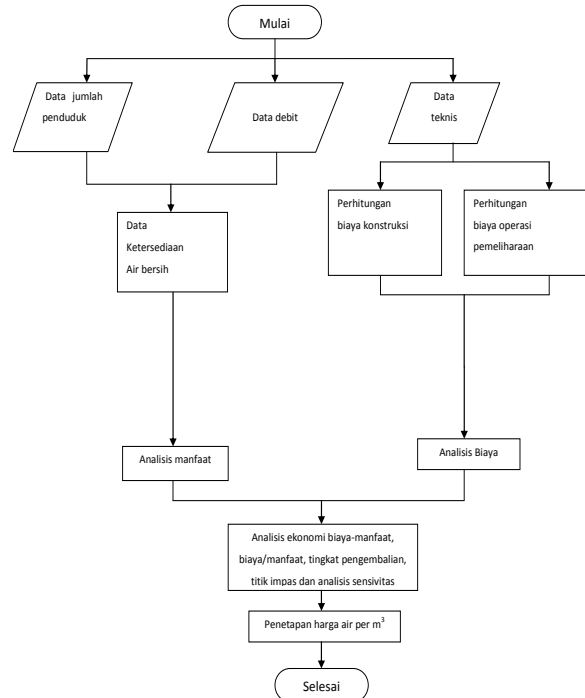 Mulai
Data jumlah
penduduk
Data debit
Data
teknis
Data
Ketersediaan
Air bersih
Perhitungan
biaya konstruksi
Perhitungan
biaya operasi
pemeliharaan
Analisis manfaat
Analisis Biaya
Analisis ekonomi biaya-manfaat,
biaya/manfaat, tingkat pengembalian,
titik impas dan analisis sensivitas
Penetapan harga air per m³
Selesai